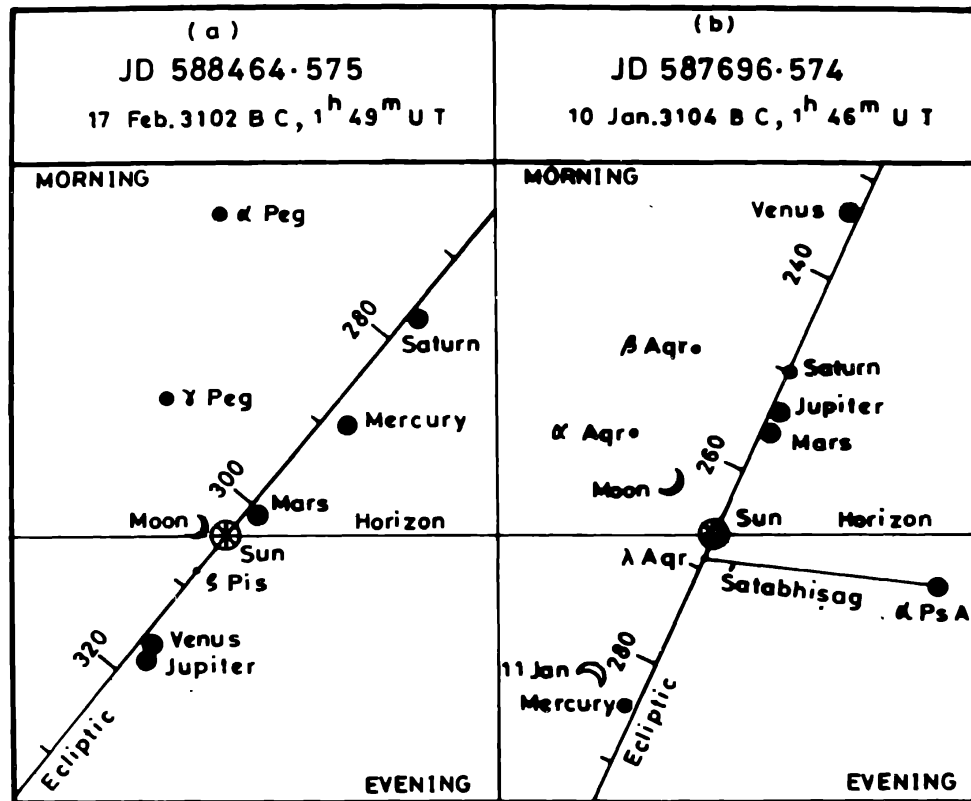 (a)
JD 588464·575
17 Feb. 3102 B C, 1h 49m U T
MORNING
α Peg
280
Saturn
γ Peg
Mercury
300
Mars
Moon
Horizon
Sun
ζ Pis
Venus
320
Jupiter
Ecliptic
EVENING
(b)
JD 587696·574
10 Jan. 3104 B C, 1h 46m U T
MORNING
Venus
240
β Aqr
Saturn
Jupiter
α Aqr
Mars
260
Moon
Sun
Horizon
λ Aqr
Śatabhiṣag
α Ps A
280
11 Jan
Mercury
Ecliptic
EVENING